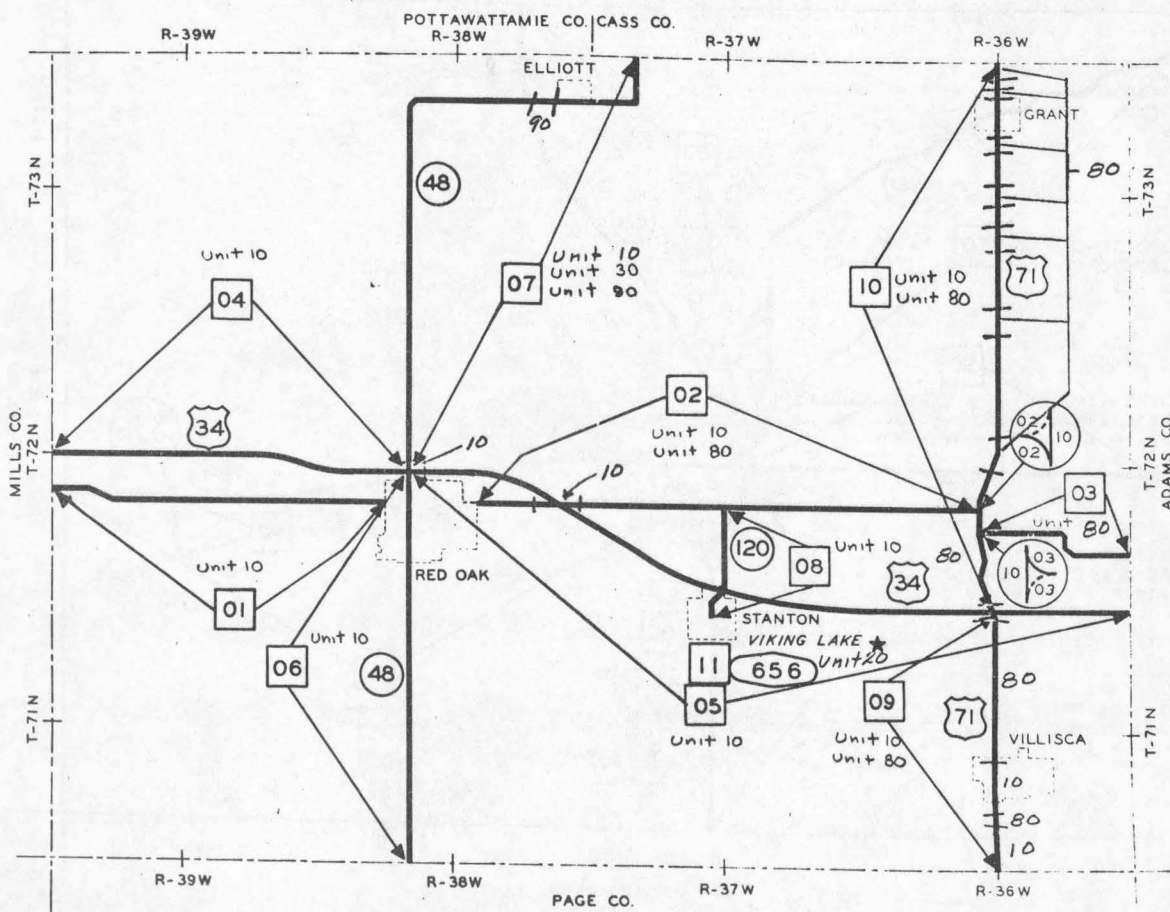 POTTAWATTAMIE CO. CASS CO.
R-39W
R-38W
R-37W
R-36W
ELLIOTT
90
GRANT
T-73N
48
80
T-73N
Unit 10
04
07
Unit 10
Unit 30
Unit 90
10
Unit 10
Unit 80
71
02
Unit 10
Unit 80
34
10
10
02
10
02
MILLS CO.
T-72N
T-72N
ADAMS CO.
03
Unit 80
120
Unit 10
08
80
34
10
03
03
RED OAK
Unit 10
01
STANTON
VIKING LAKE
Unit 20
11
656
Unit 10
06
48
05
Unit 10
09
Unit 10
Unit 80
71
80
VILLISCA
T-71N
T-71N
10
80
10
R-39W
R-38W
R-37W
R-36W
PAGE CO.